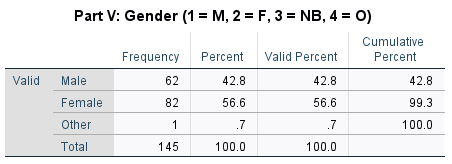 Part V: Gender (1 = M, 2 = F, 3 = NB, 4 = O)
Frequency Percent Valid Percent Cumulative Percent
Valid Male 62 42.8 42.8 42.8
Female 82 56.6 56.6 99.3
Other 1 .7 .7 100.0
Total 145 100.0 100.0